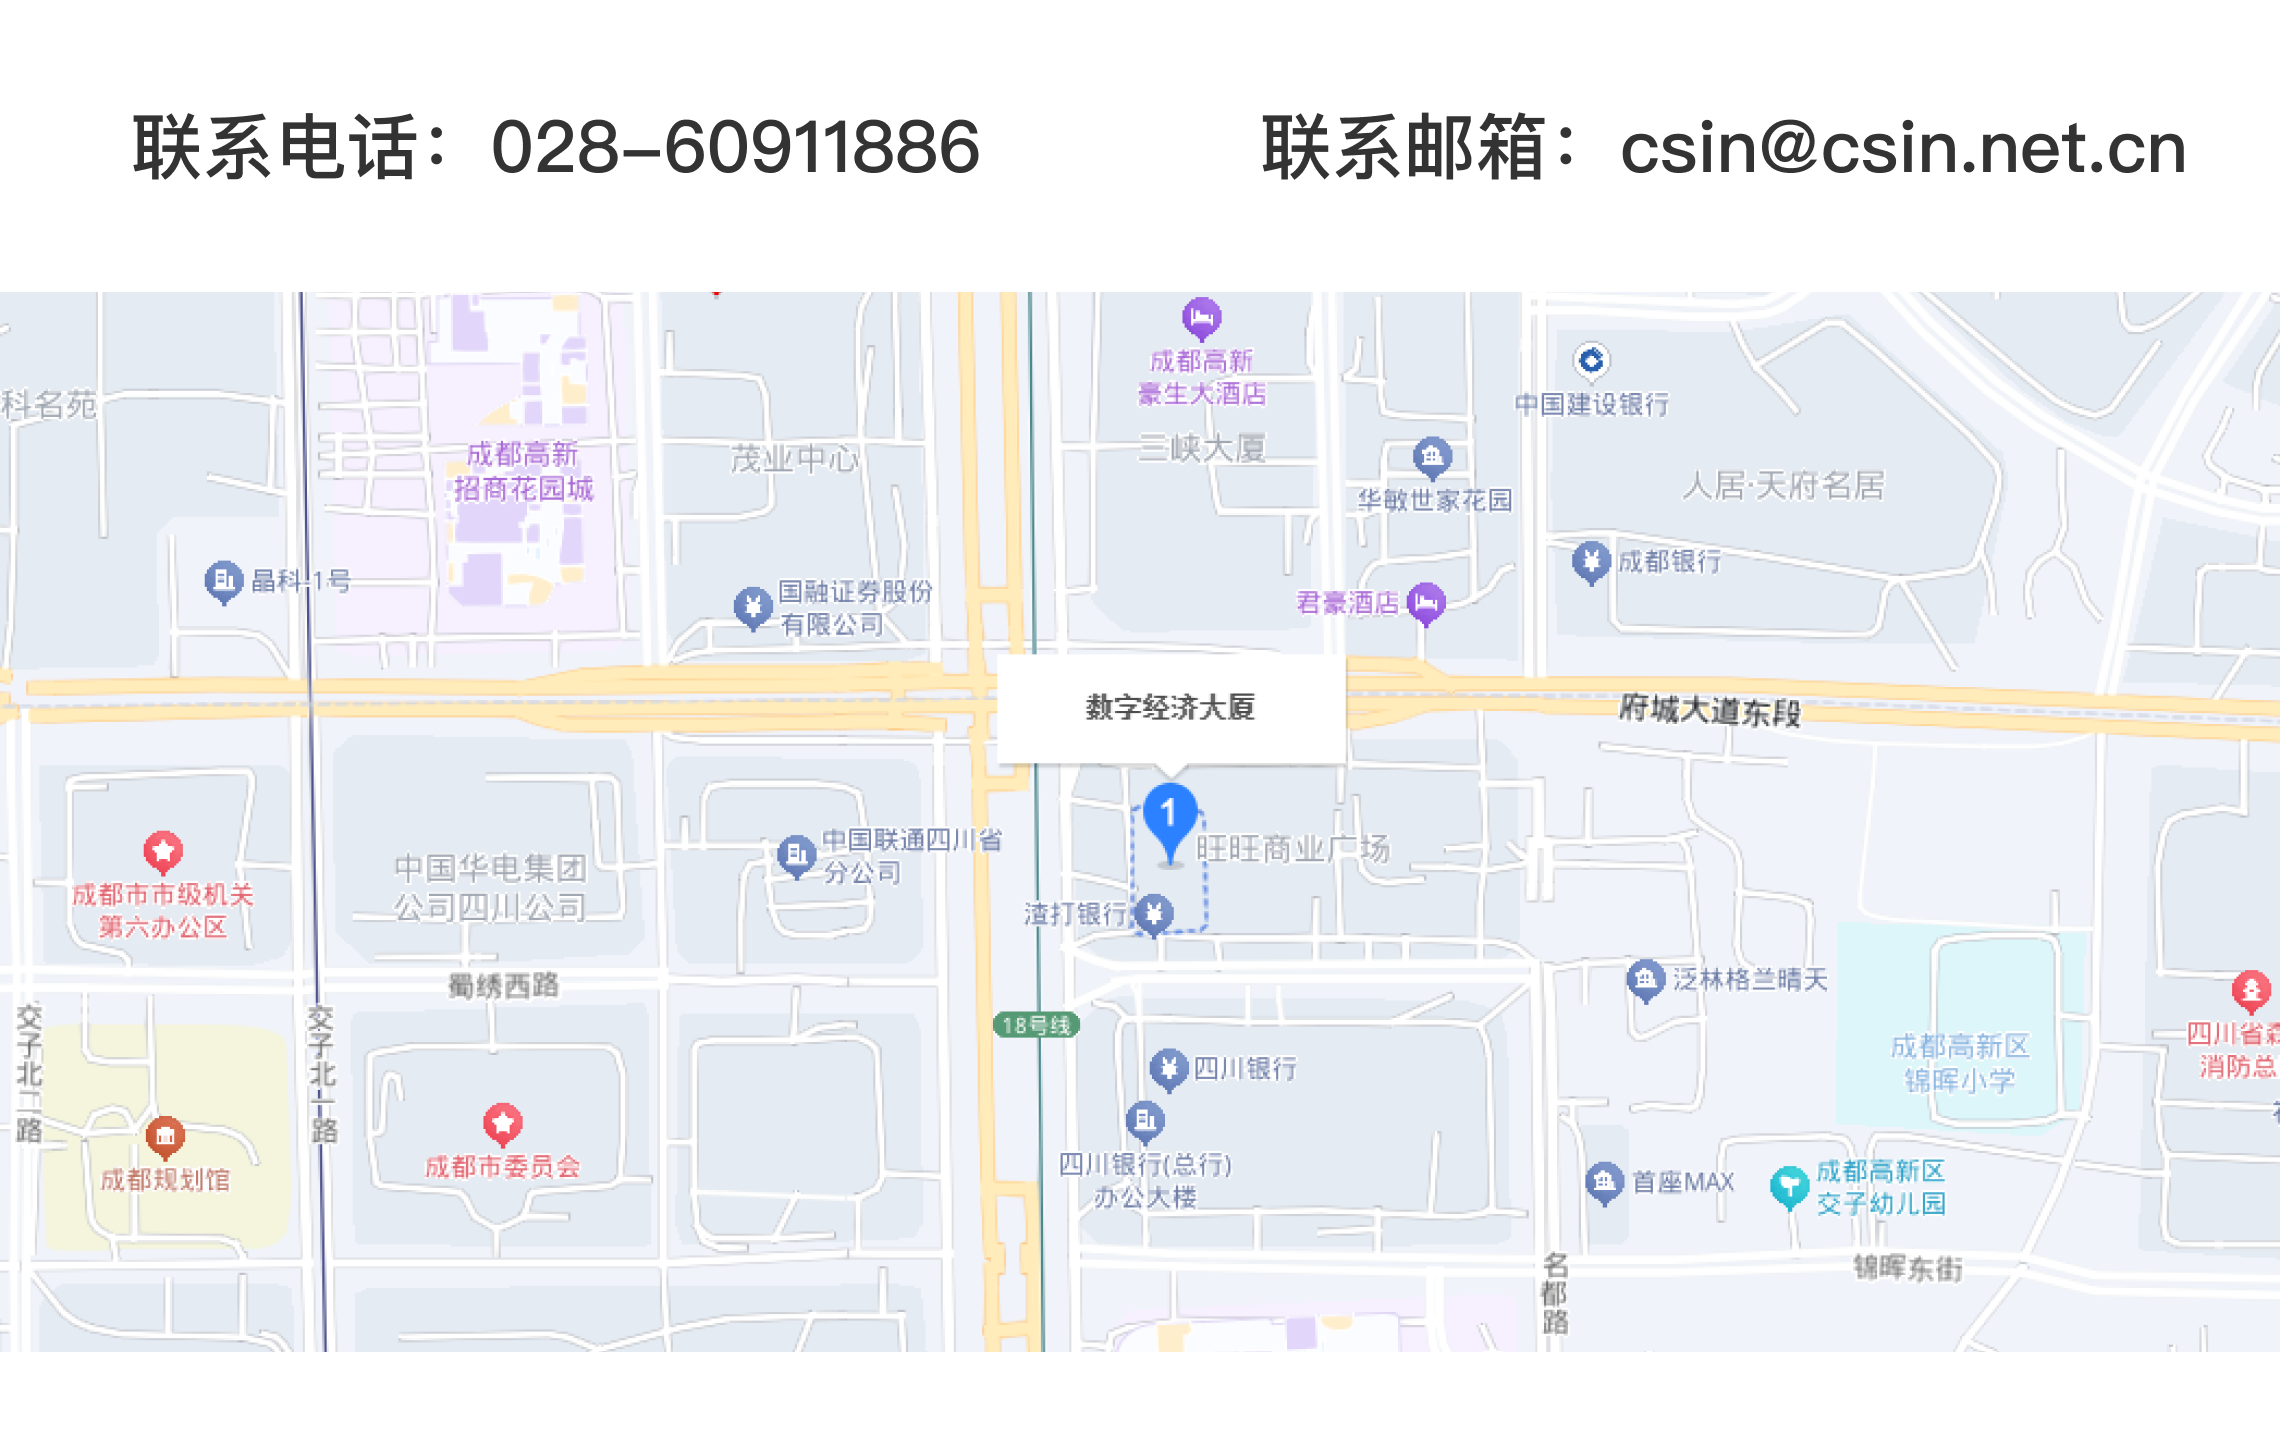 联系电话：028-60911886
联系邮箱：csin@csin.net.cn
成都高新
豪生大酒店
中国建设银行
科名苑
成都高新
招商花园城
茂业中心
三峡大厦
华敏世家花园
人居·天府名居
晶科1号
国融证券股份
有限公司
君豪酒店
成都银行
数字经济大厦
府城大道东段
1
成都市市级机关
第六办公区
中国华电集团
公司四川公司
中国联通四川省
分公司
旺旺商业广场
渣打银行
蜀绣西路
泛林格兰晴天
交子北二路
交子北一路
18号线
四川银行
成都高新区
锦晖小学
四川省森
消防总
成都规划馆
成都市委员会
四川银行(总行)
办公大楼
首座MAX
成都高新区
交子幼儿园
名都路
锦晖东街